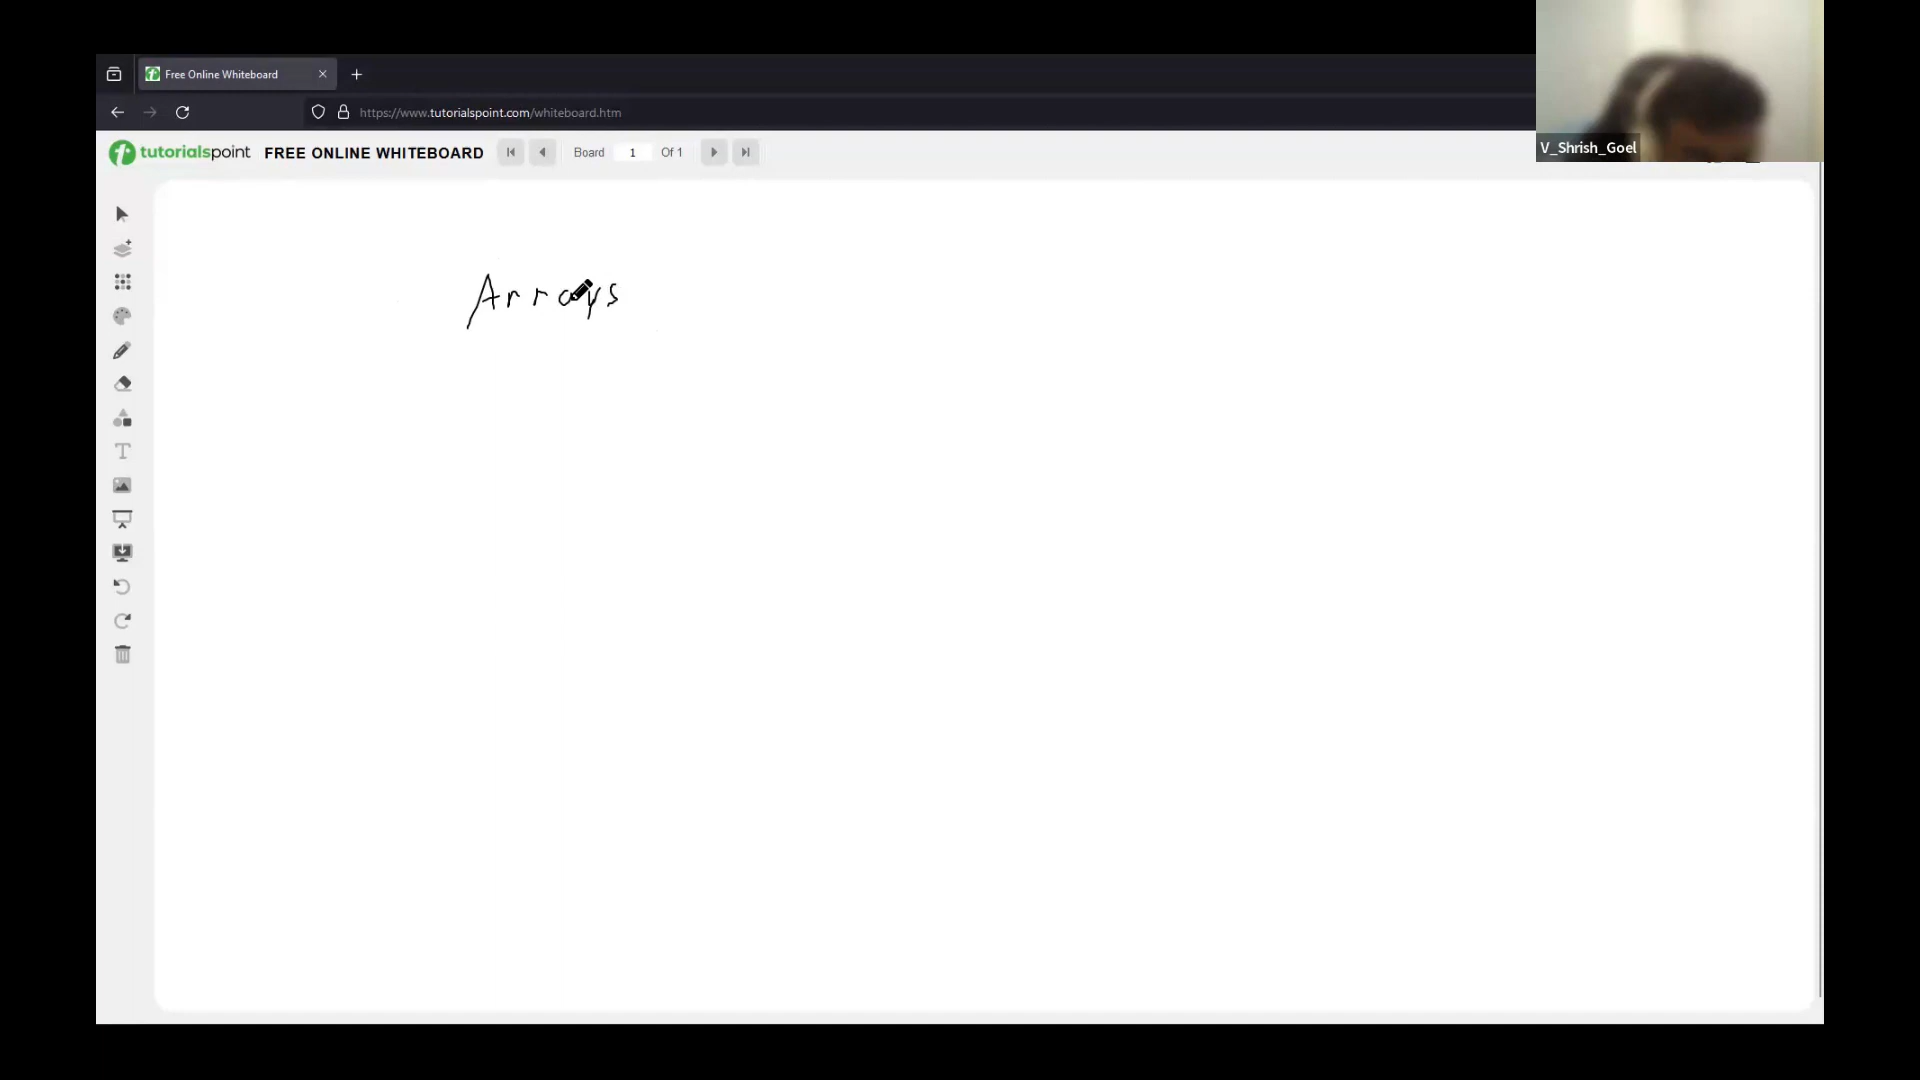 Free Online Whiteboard
https://www.tutorialspoint.com/whiteboard.htm
tutorialspoint FREE ONLINE WHITEBOARD Board 1 Of 1
V_Shrish_Goel
Arrays